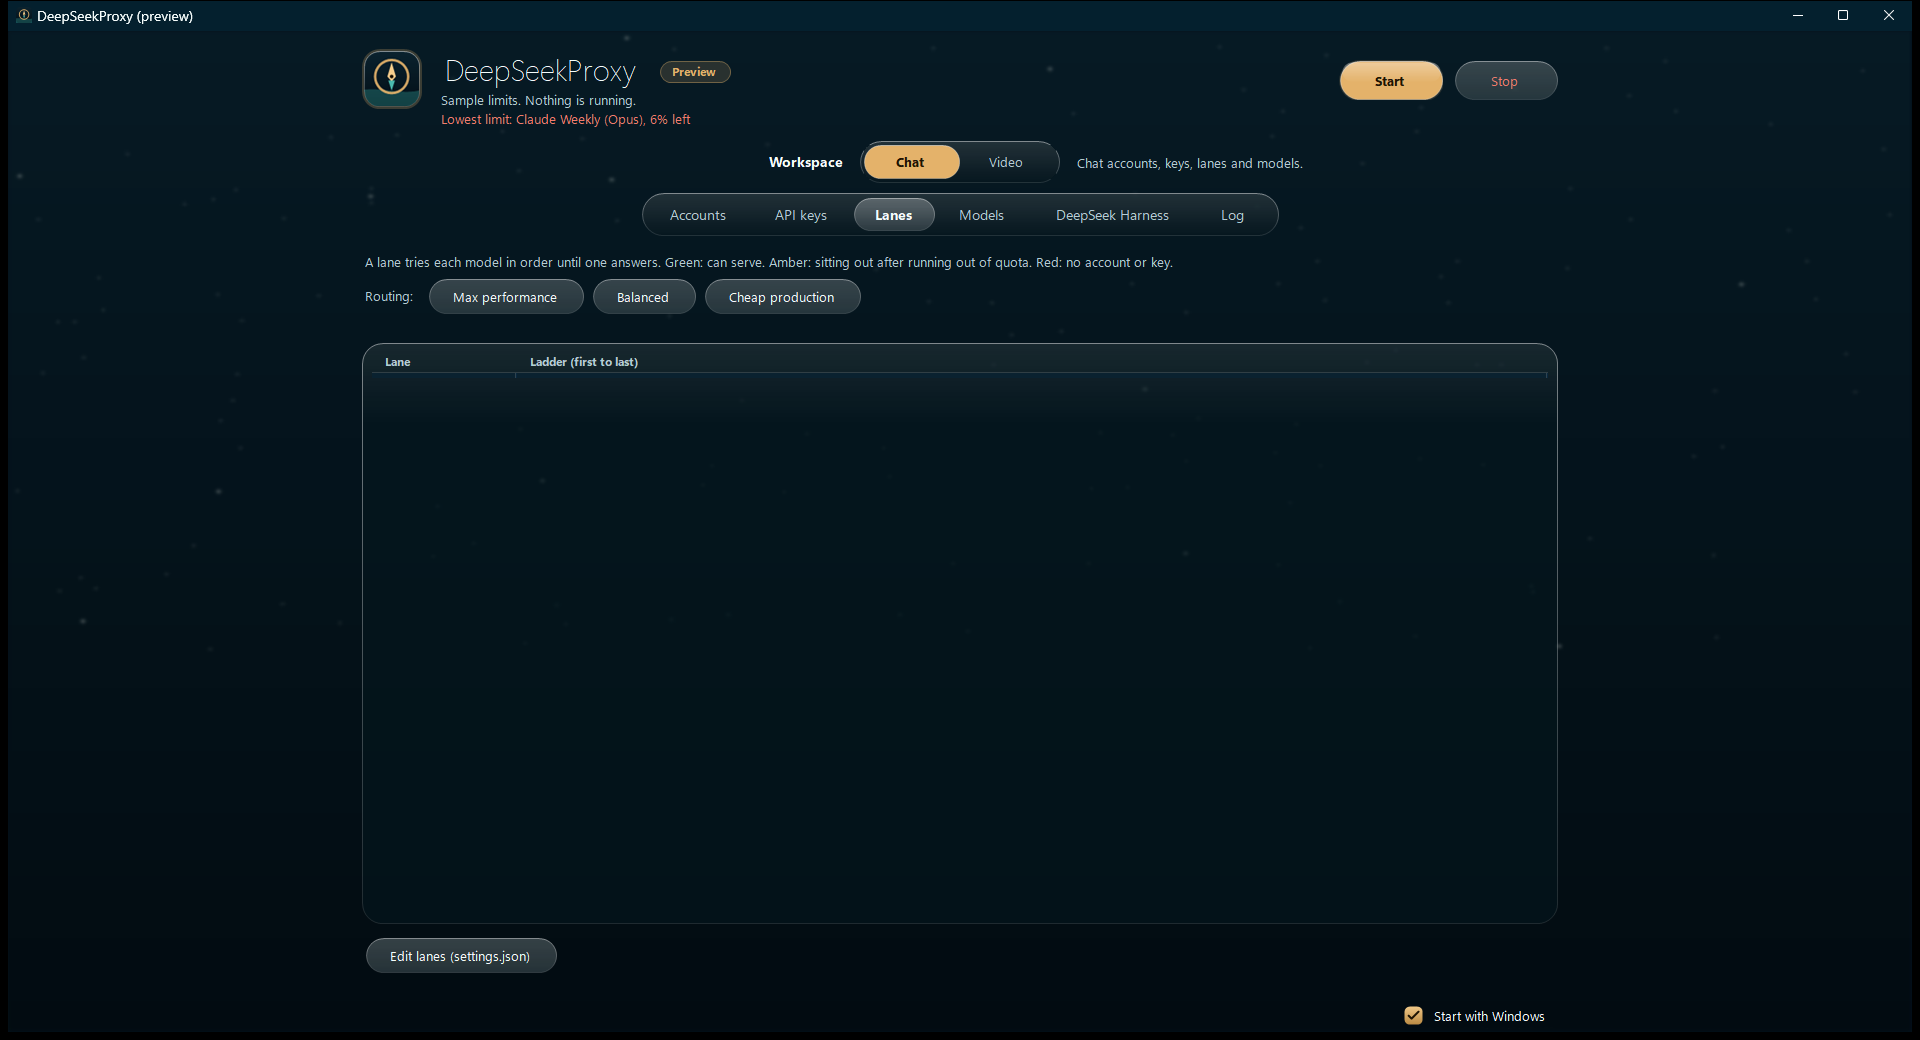 DeepSeekProxy (preview)
DeepSeekProxy
Preview
Sample limits. Nothing is running.
Lowest limit: Claude Weekly (Opus), 6% left
Start
Stop
Workspace
Chat
Video
Chat accounts, keys, lanes and models.
Accounts
API keys
Lanes
Models
DeepSeek Harness
Log
A lane tries each model in order until one answers. Green: can serve. Amber: sitting out after running out of quota. Red: no account or key.
Routing:
Max performance
Balanced
Cheap production
Lane
Ladder (first to last)
Edit lanes (settings.json)
Start with Windows